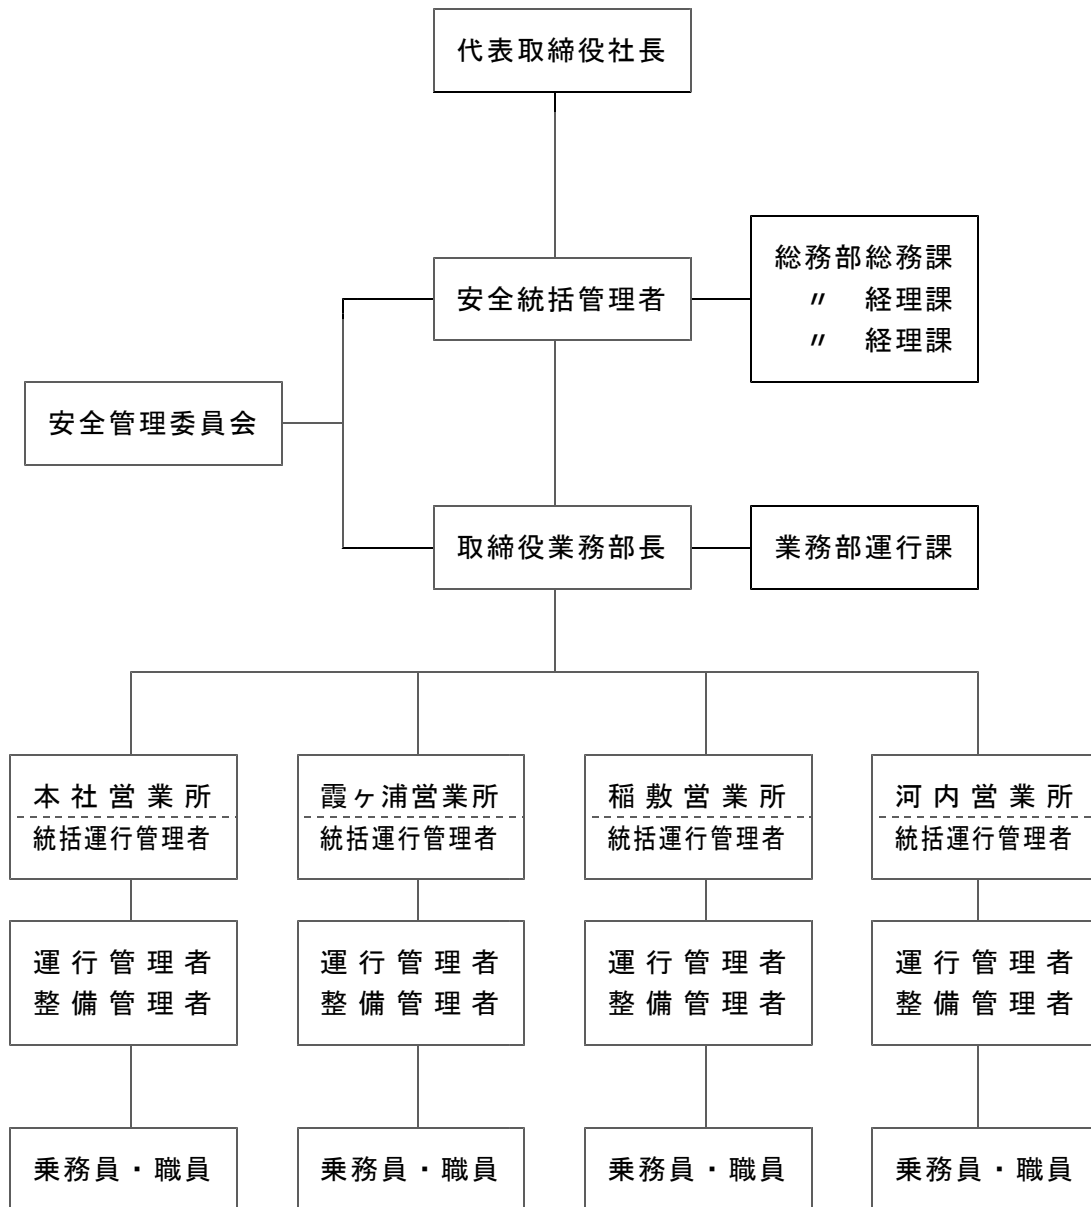 代表取締役社長
総務部総務課
〃 経理課
〃 経理課
安全統括管理者
安全管理委員会
取締役業務部長
業務部運行課
本社営業所
統括運行管理者
霞ヶ浦営業所
統括運行管理者
稲敷営業所
統括運行管理者
河内営業所
統括運行管理者
運行管理者
整備管理者
運行管理者
整備管理者
運行管理者
整備管理者
運行管理者
整備管理者
乗務員・職員
乗務員・職員
乗務員・職員
乗務員・職員